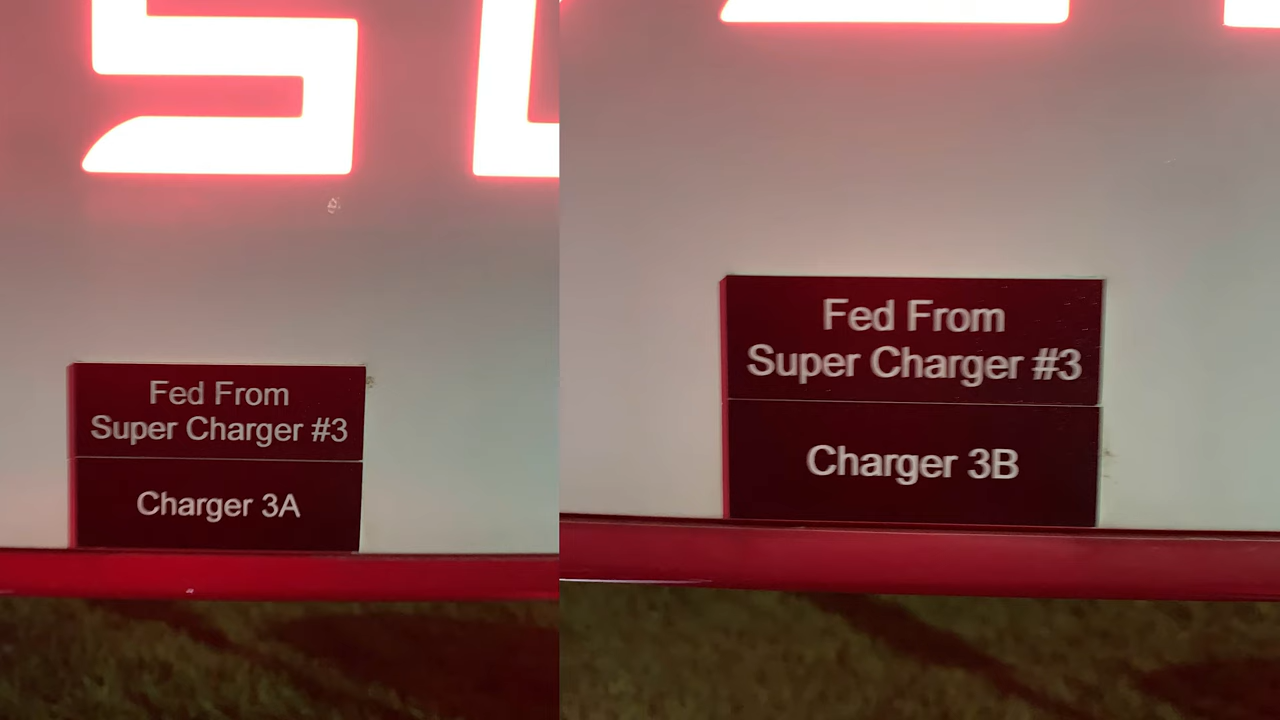 Fed From
Super Charger #3
Charger 3A
Fed From
Super Charger #3
Charger 3B